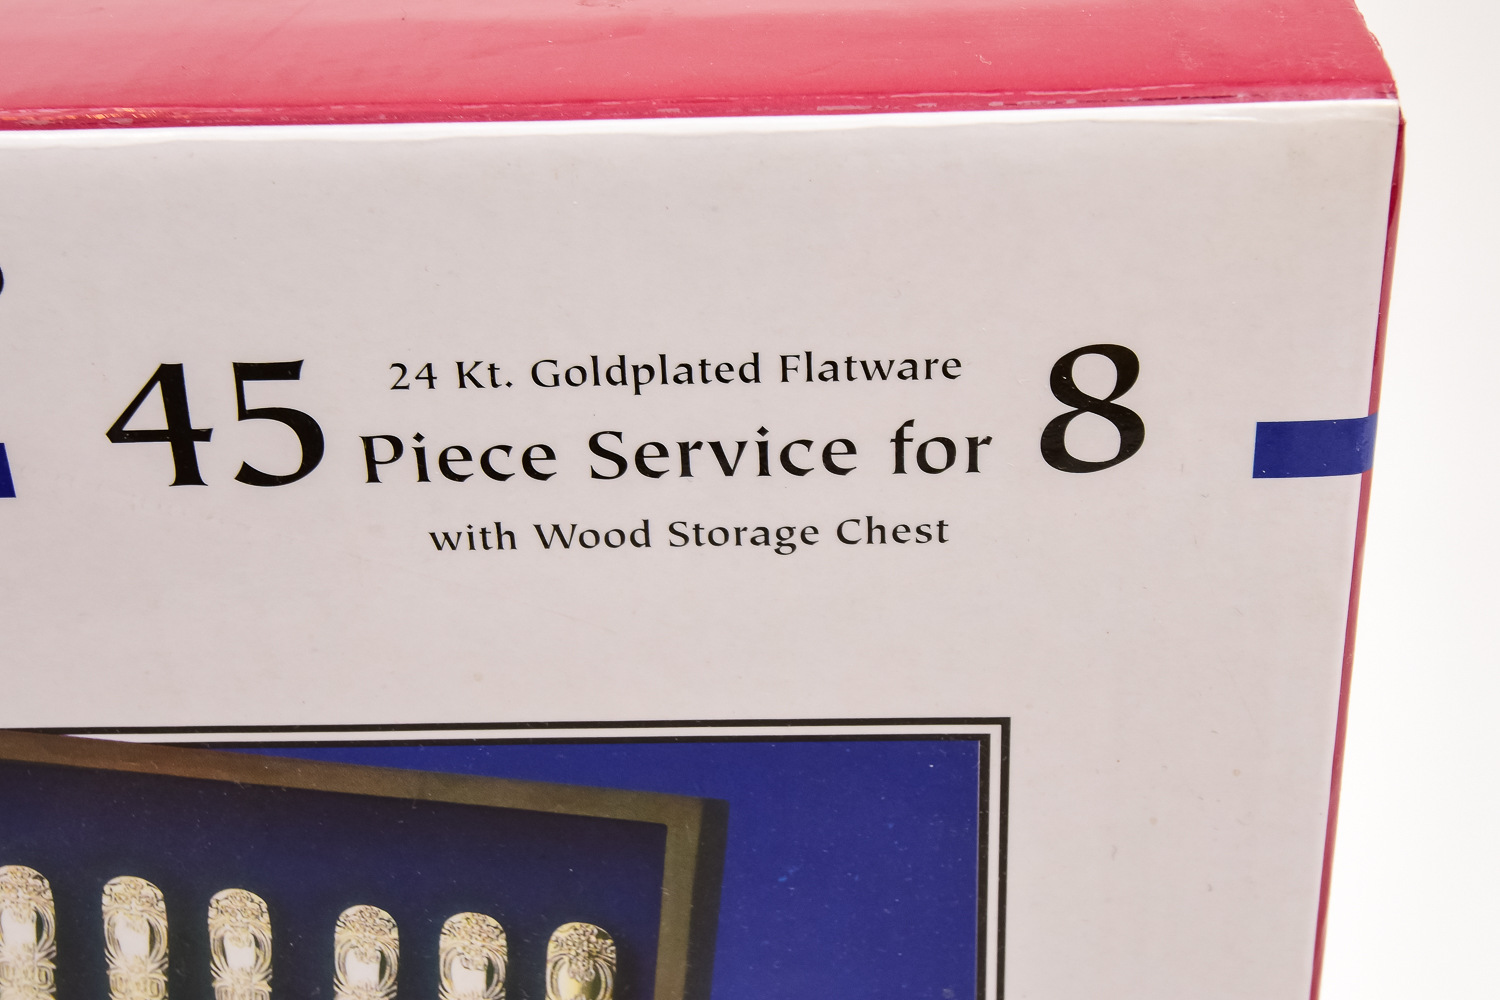 24 Kt. Goldplated Flatware
45 Piece Service for 8
with Wood Storage Chest